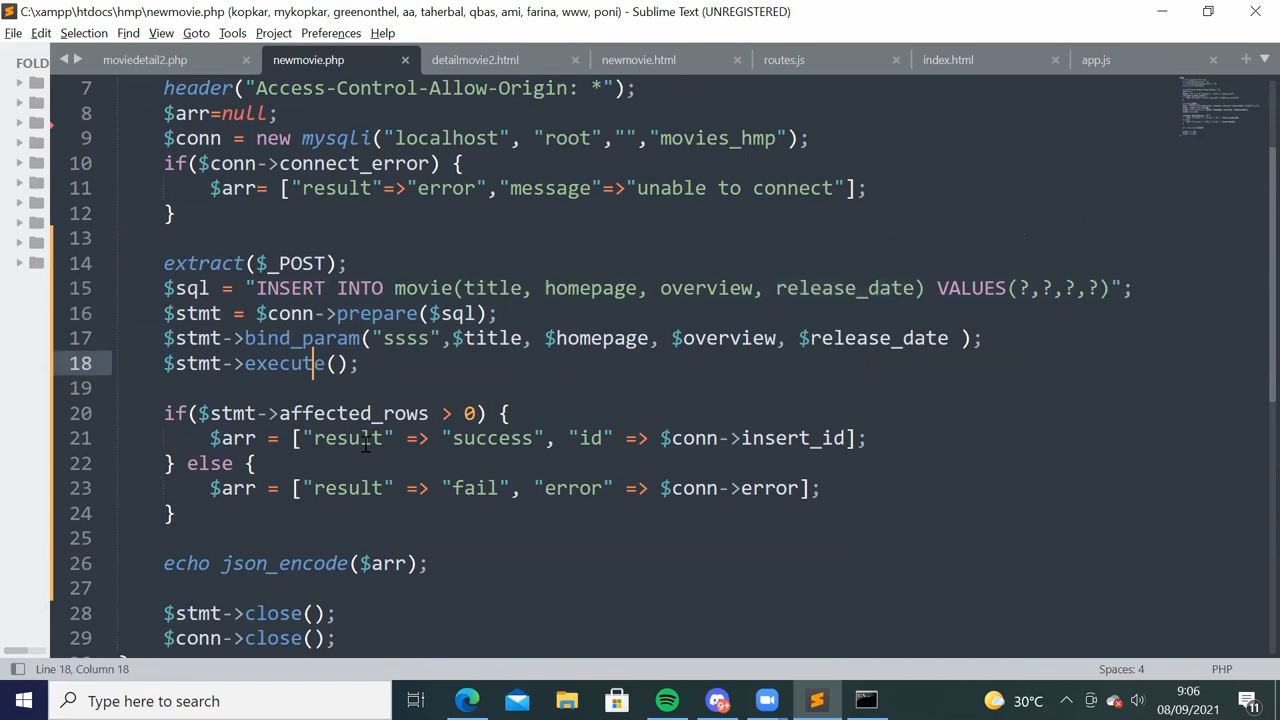 C:\xampp\htdocs\hmp\newmovie.php (kopkar, mykopkar, greenonthel, aa, taherbal, qbas, ami, farina, www, poni) - Sublime Text (UNREGISTERED)
File Edit Selection Find View Goto Tools Project Preferences Help
FOLD
moviedetail2.php newmovie.php detailmovie2.html newmovie.html routes.js index.html app.js
7 header("Access-Control-Allow-Origin: *");
8 $arr=null;
9 $conn = new mysqli("localhost", "root","","movies_hmp");
10 if($conn->connect_error) {
11 $arr= ["result"=>"error","message"=>"unable to connect"];
12 }
13
14 extract($_POST);
15 $sql = "INSERT INTO movie(title, homepage, overview, release_date) VALUES(?,?,?,?)";
16 $stmt = $conn->prepare($sql);
17 $stmt->bind_param("ssss",$title, $homepage, $overview, $release_date );
18 $stmt->execute();
19
20 if($stmt->affected_rows > 0) {
21 $arr = ["result" => "success", "id" => $conn->insert_id];
22 } else {
23 $arr = ["result" => "fail", "error" => $conn->error];
24 }
25
26 echo json_encode($arr);
27
28 $stmt->close();
29 $conn->close();
Line 18, Column 18 Spaces: 4 PHP
Type here to search 9+ 30°C 9:06
08/09/2021 11